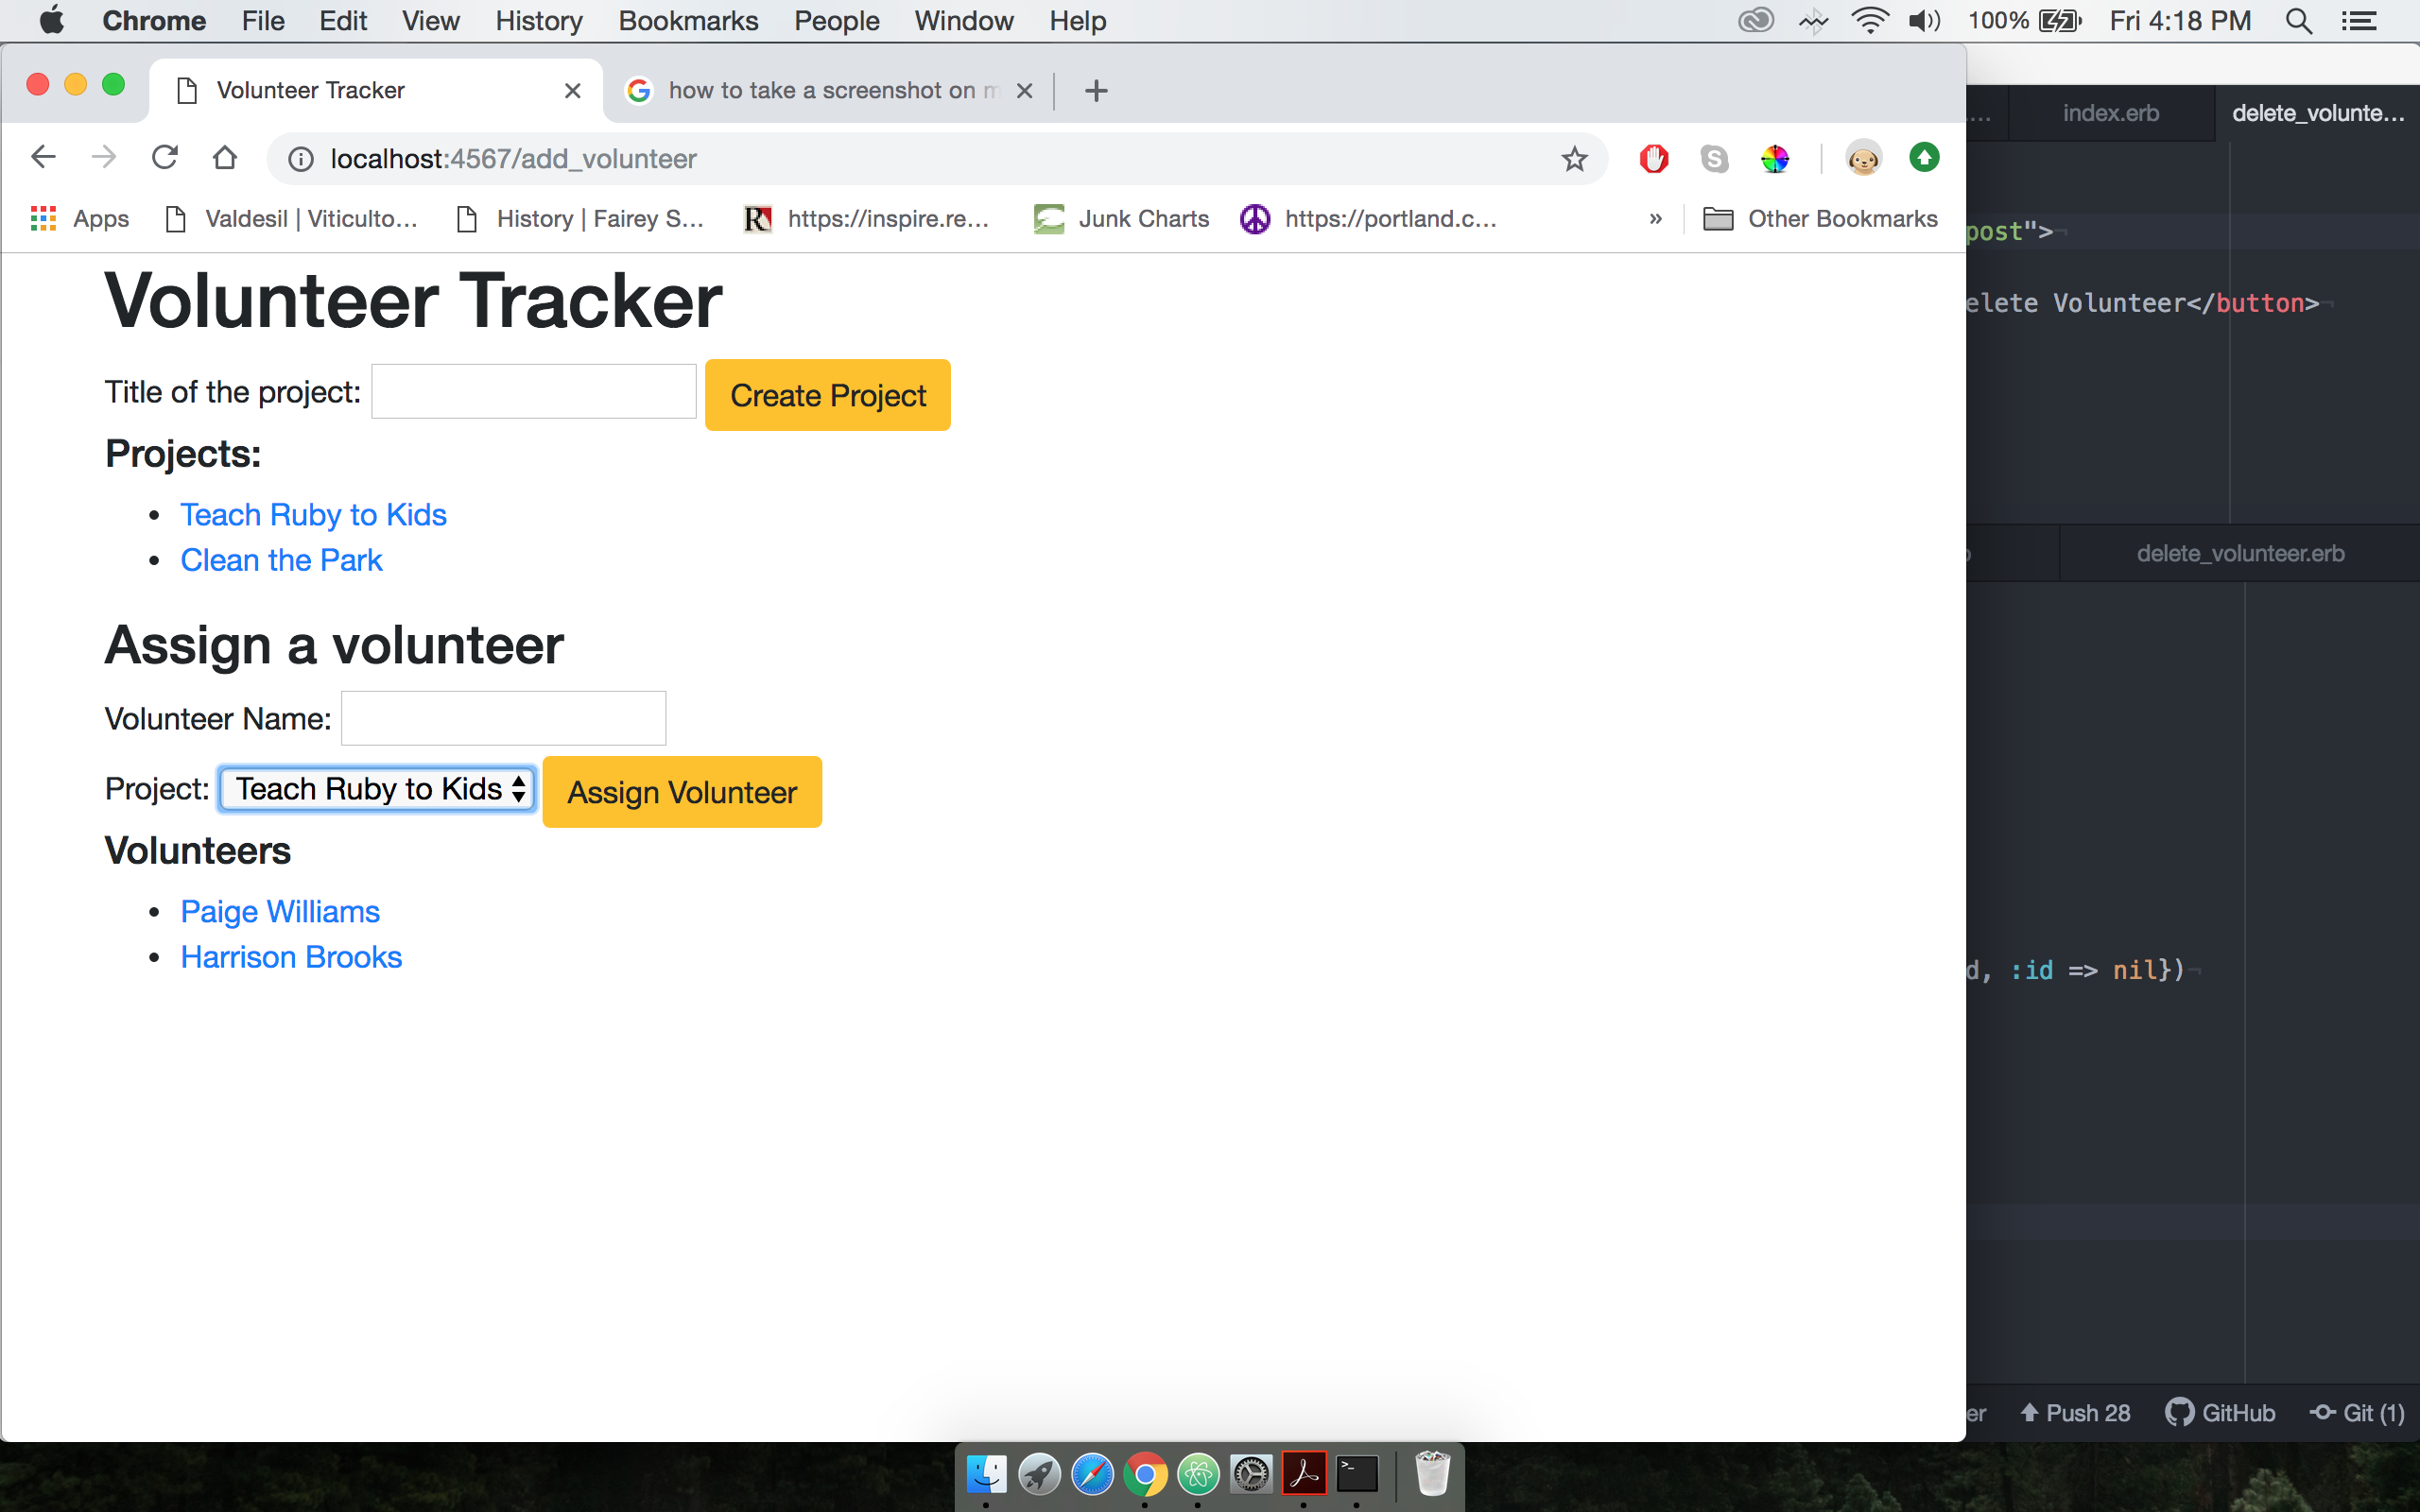 Chrome File Edit View History Bookmarks People Window Help 100% Fri 4:18 PM
Volunteer Tracker how to take a screenshot on m
localhost:4567/add_volunteer
Apps Valdesil | Viticulto... History | Fairey S... https://inspire.re... Junk Charts https://portland.c... » Other Bookmarks
Volunteer Tracker
Title of the project: Create Project
Projects:
• Teach Ruby to Kids
• Clean the Park
Assign a volunteer
Volunteer Name:
Project: Teach Ruby to Kids Assign Volunteer
Volunteers
• Paige Williams
• Harrison Brooks
... index.erb delete_volunte...
post">¬
elete Volunteer</button>¬
delete_volunteer.erb
d, :id => nil})¬
er Push 28 GitHub Git (1)